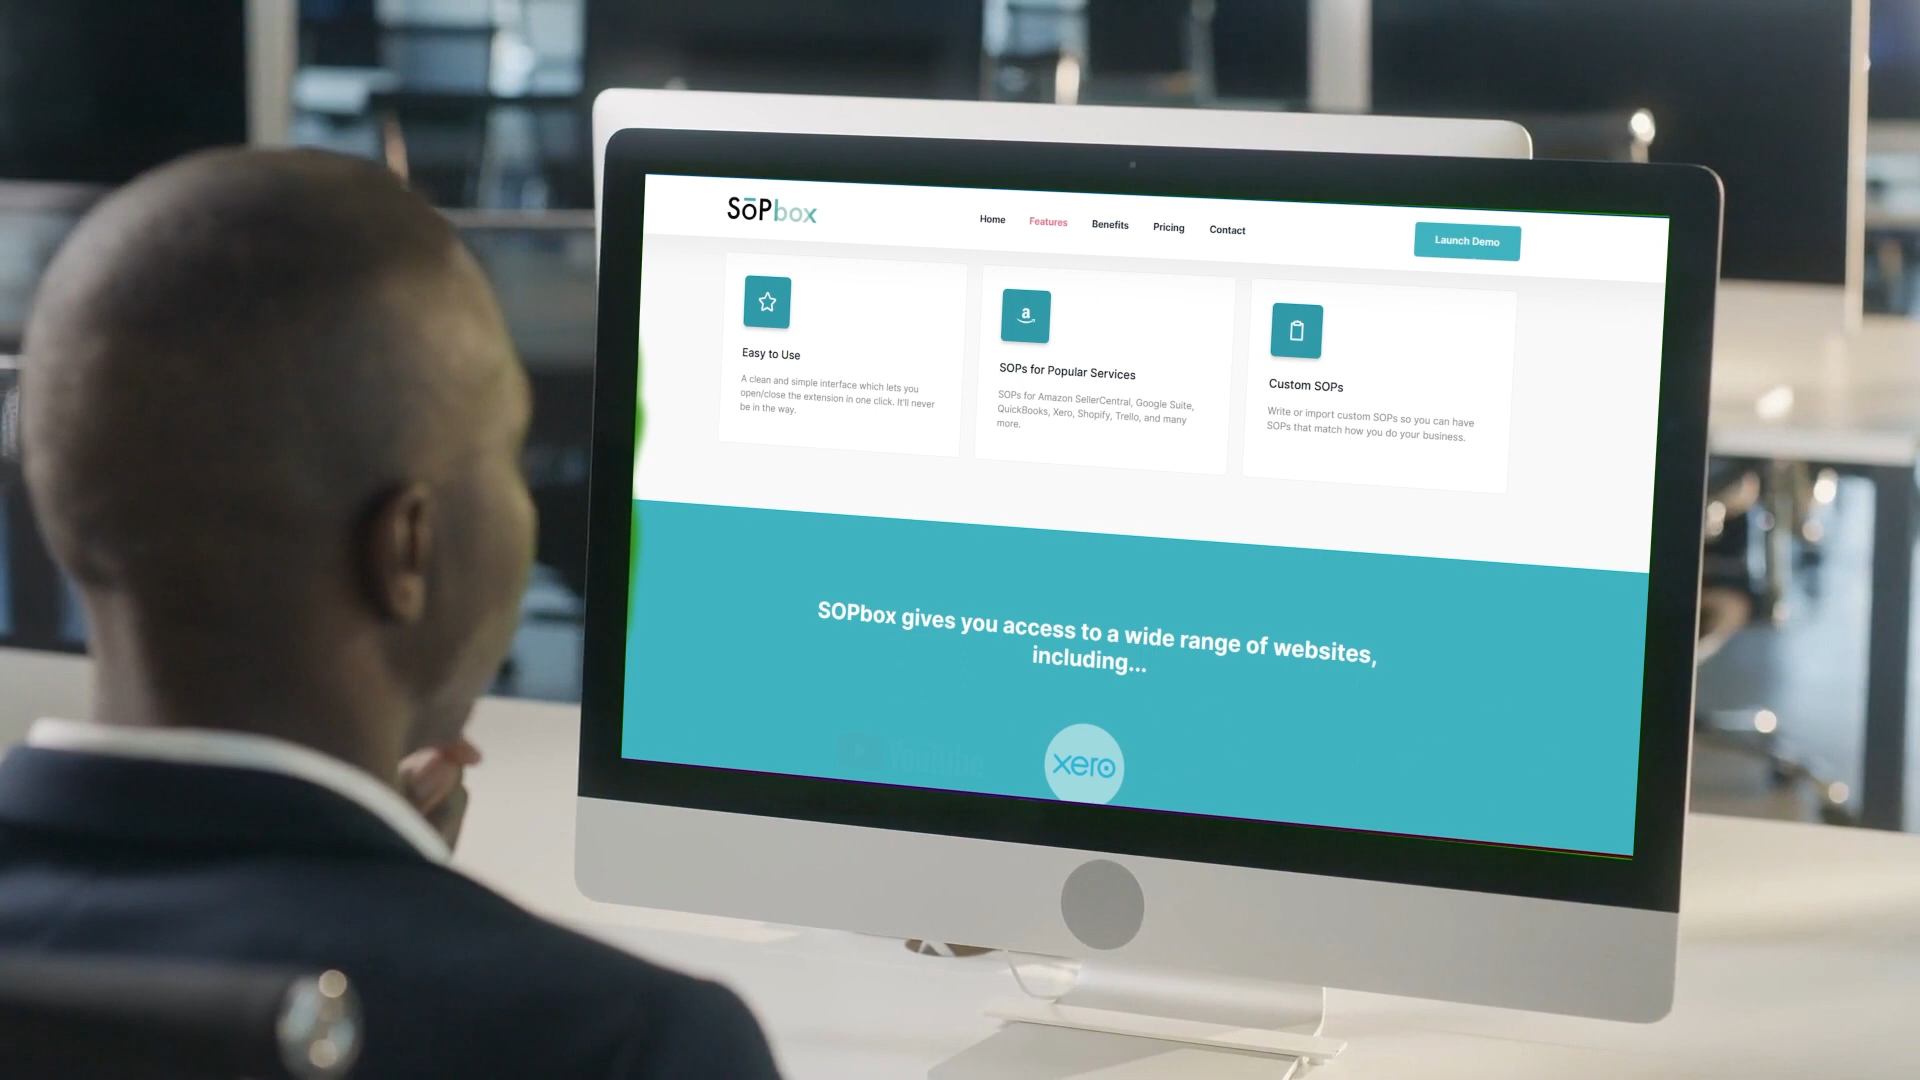 SōPbox
Home Features Benefits Pricing Contact
Launch Demo
Easy to Use
A clean and simple interface which lets you
open/close the extension in one click. It'll never
be in the way.
a
SOPs for Popular Services
SOPs for Amazon SellerCentral, Google Suite,
QuickBooks, Xero, Shopify, Trello, and many
more.
Custom SOPs
Write or import custom SOPs so you can have
SOPs that match how you do your business.
SOPbox gives you access to a wide range of websites,
including...
YouTube
xero